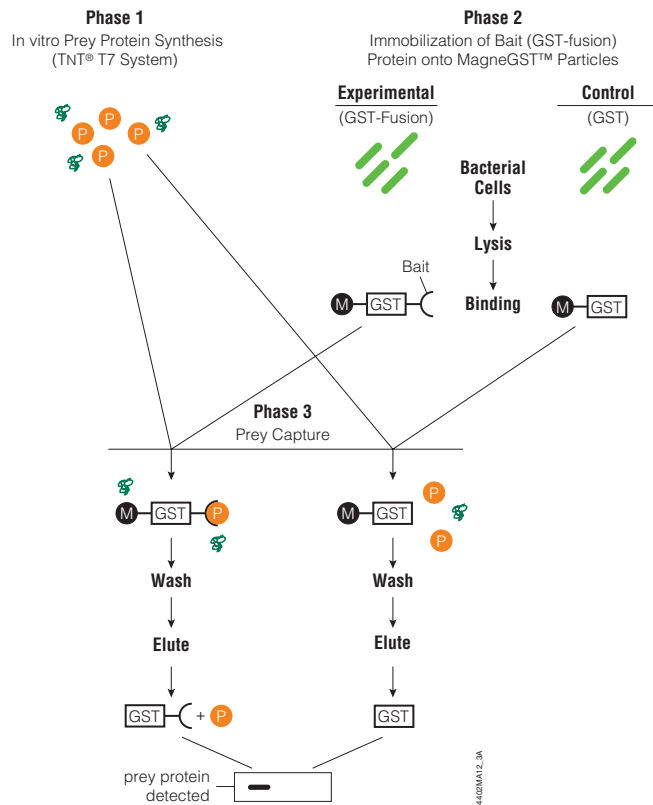 Phase 1
In vitro Prey Protein Synthesis
(TNT® T7 System)
Phase 2
Immobilization of Bait (GST-fusion)
Protein onto MagneGST™ Particles
Experimental
(GST-Fusion)
Control
(GST)
P
P
P
P
Bacterial
Cells
Lysis
Bait
M
GST
Binding
M
GST
Phase 3
Prey Capture
M
GST
P
M
GST
P
P
Wash
Wash
Elute
Elute
GST
+
P
GST
prey protein
detected
4402MA12_3A